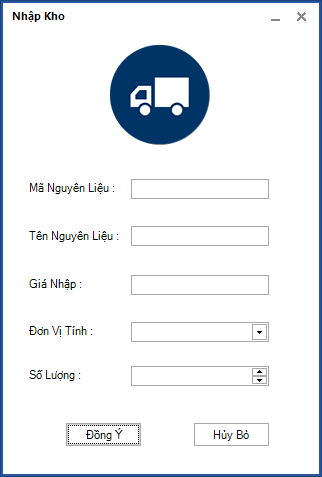 Nhập Kho
Mã Nguyên Liệu :
Tên Nguyên Liệu :
Giá Nhập :
Đơn Vị Tính :
Số Lượng :
Đồng Ý
Hủy Bỏ